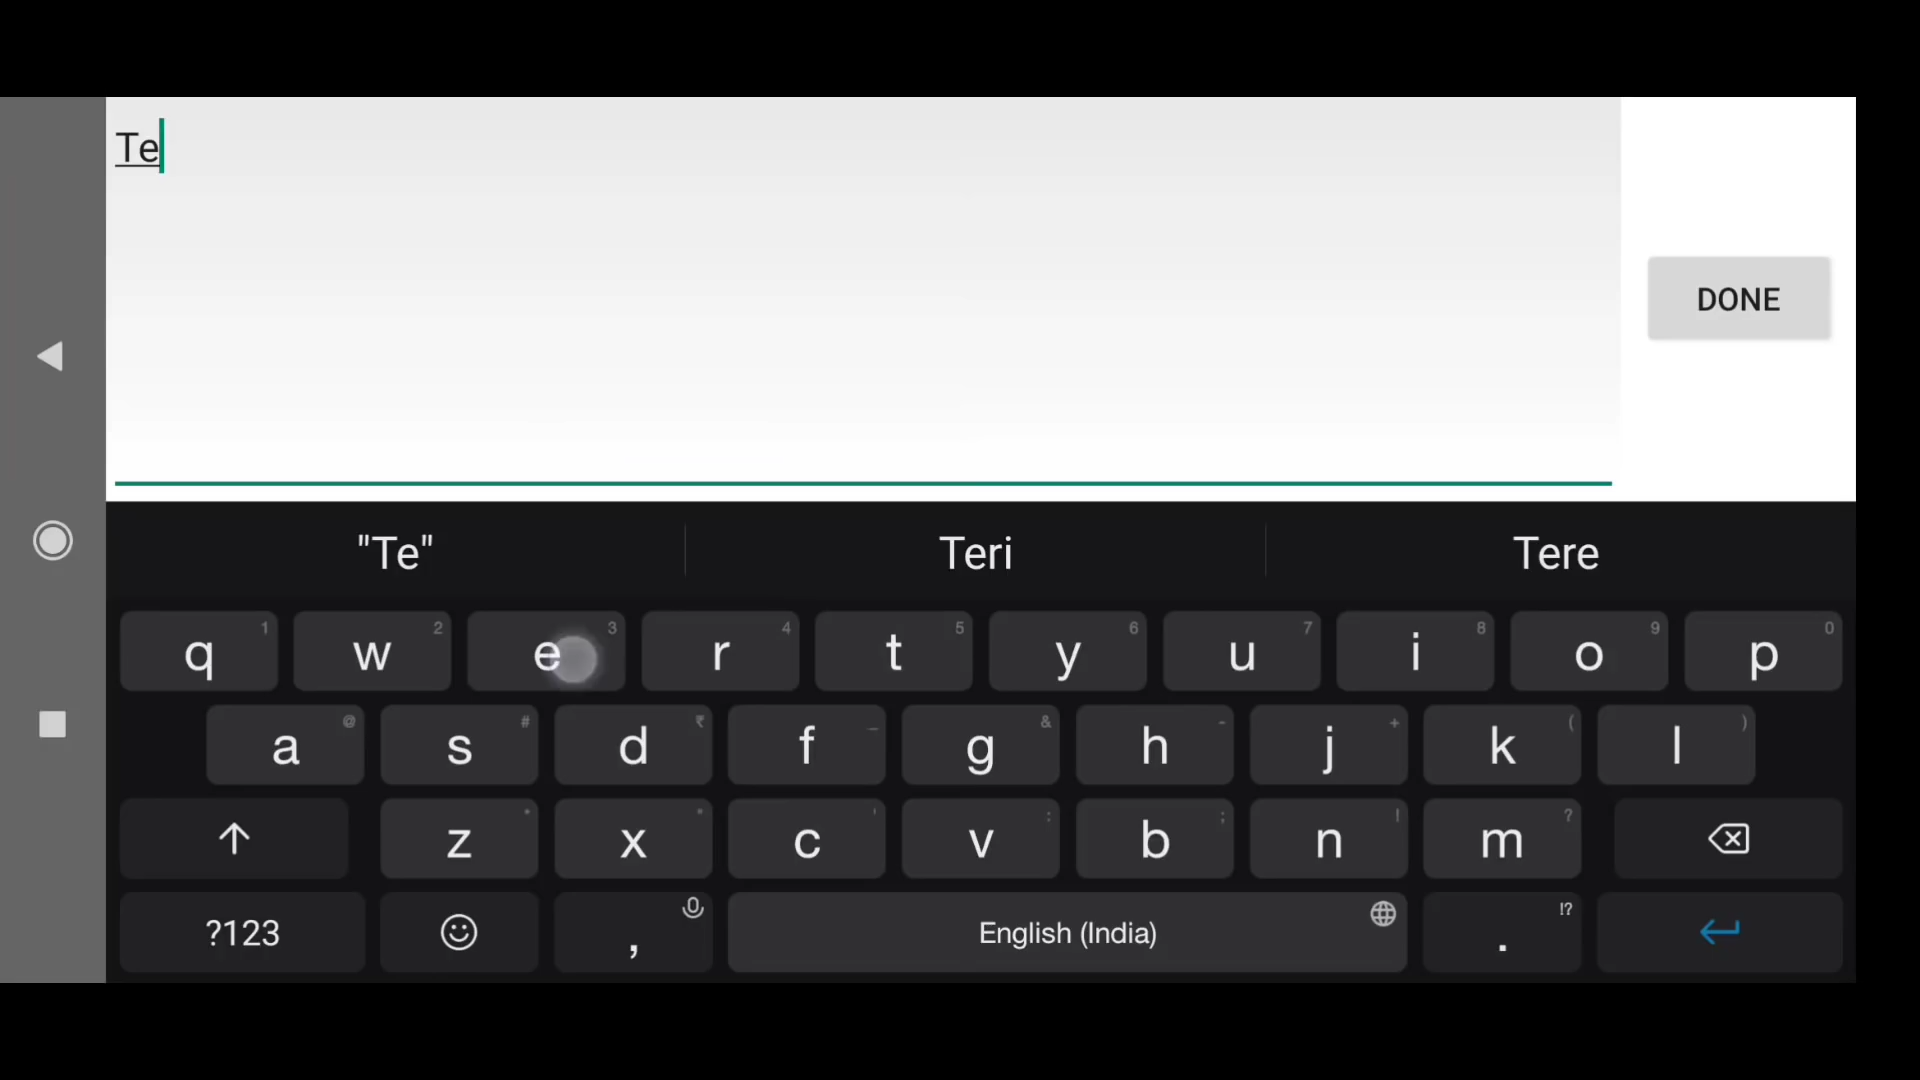 Te
DONE
"Te" Teri Tere
q 1 w 2 e 3 r 4 t 5 y 6 u 7 i 8 o 9 p 0
a @ s # d ₹ f _ g & h - j + k ( l )
z x c ' v : b ; n ! m ?
?123 , English (India) . !?